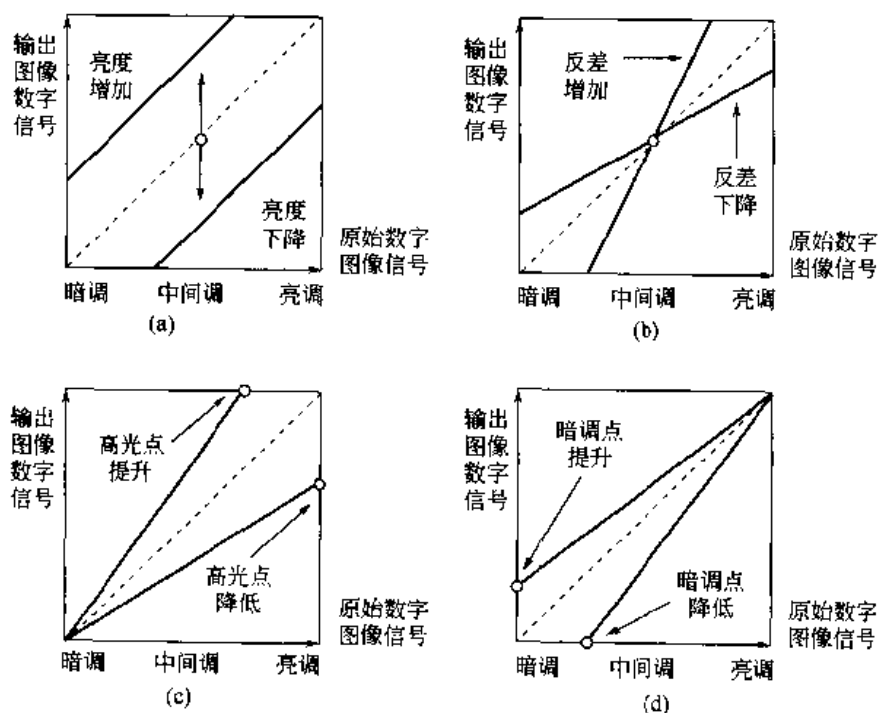 输出
图像
数字
信号
亮度
增加
亮度
下降
原始数字
图像信号
暗调
中间调
亮调
(a)
输出
图像
数字
信号
反差
增加
反差
下降
原始数字
图像信号
暗调
中间调
亮调
(b)
输出
图像
数字
信号
高光点
提升
高光点
降低
原始数字
图像信号
暗调
中间调
亮调
(c)
输出
图像
数字
信号
暗调点
提升
暗调点
降低
原始数字
图像信号
暗调
中间调
亮调
(d)